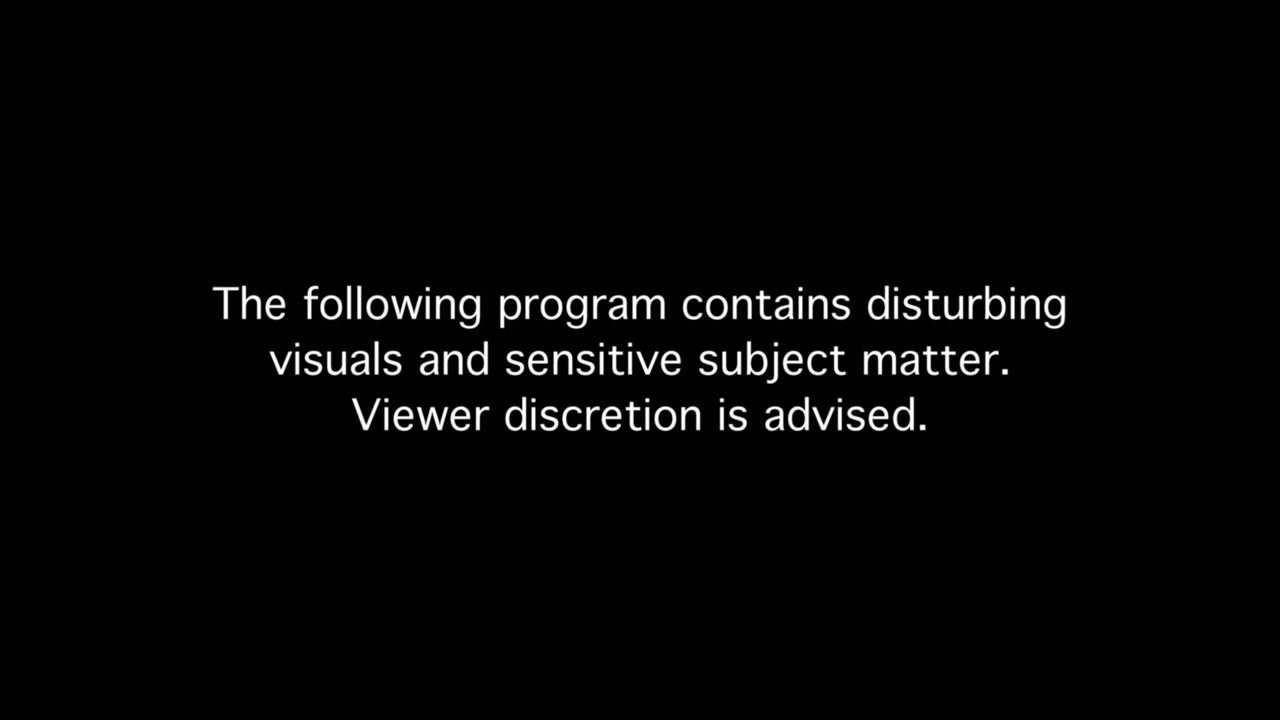 The following program contains disturbing
visuals and sensitive subject matter.
Viewer discretion is advised.